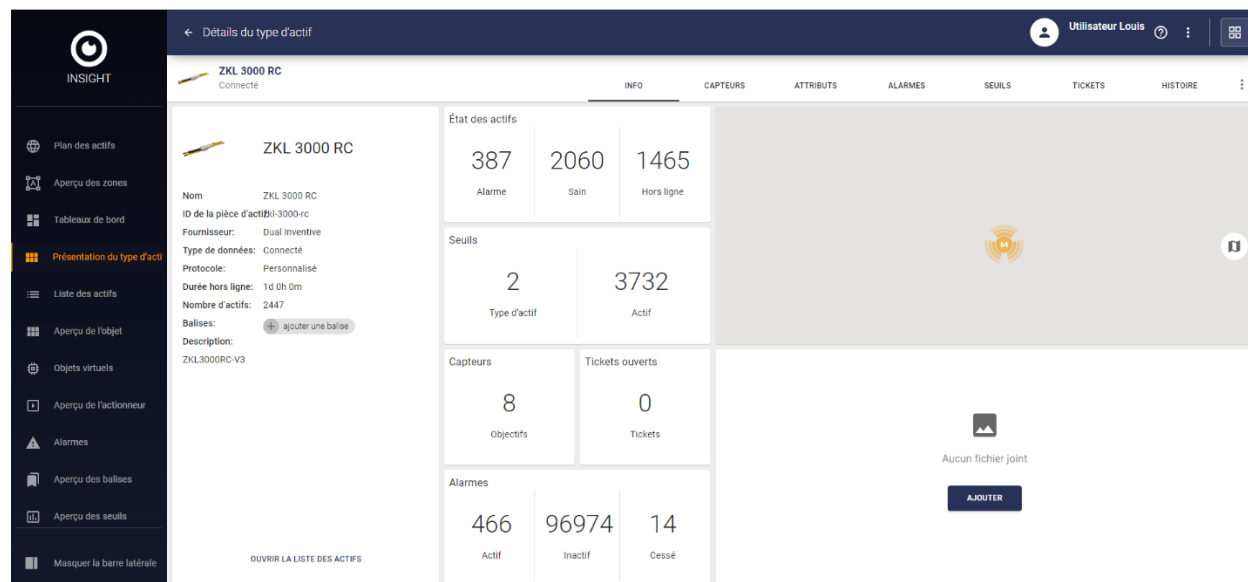 INSIGHT
Plan des actifs
Aperçu des zones
Tableaux de bord
Présentation du type d'acti
Liste des actifs
Aperçu de l'objet
Objets virtuels
Aperçu de l'actionneur
Alarmes
Aperçu des balises
Aperçu des seuils
Masquer la barre latérale
← Détails du type d'actif
Utilisateur Louis
ZKL 3000 RC
Connecté
INFO CAPTEURS ATTRIBUTS ALARMES SEUILS TICKETS HISTOIRE
ZKL 3000 RC
Nom ZKL 3000 RC
ID de la pièce d'actif: zkl-3000-rc
Fournisseur: Dual Inventive
Type de données: Connecté
Protocole: Personnalisé
Durée hors ligne: 1d 0h 0m
Nombre d'actifs: 2447
Balises: + ajouter une balise
Description:
ZKL3000RC-V3
OUVRIR LA LISTE DES ACTIFS
État des actifs
387 2060 1465
Alarme Sain Hors ligne
Seuils
2 3732
Type d'actif Actif
Capteurs
8
Objectifs
Tickets ouverts
0
Tickets
Alarmes
466 96974 14
Actif Inactif Cessé
64
Aucun fichier joint
AJOUTER